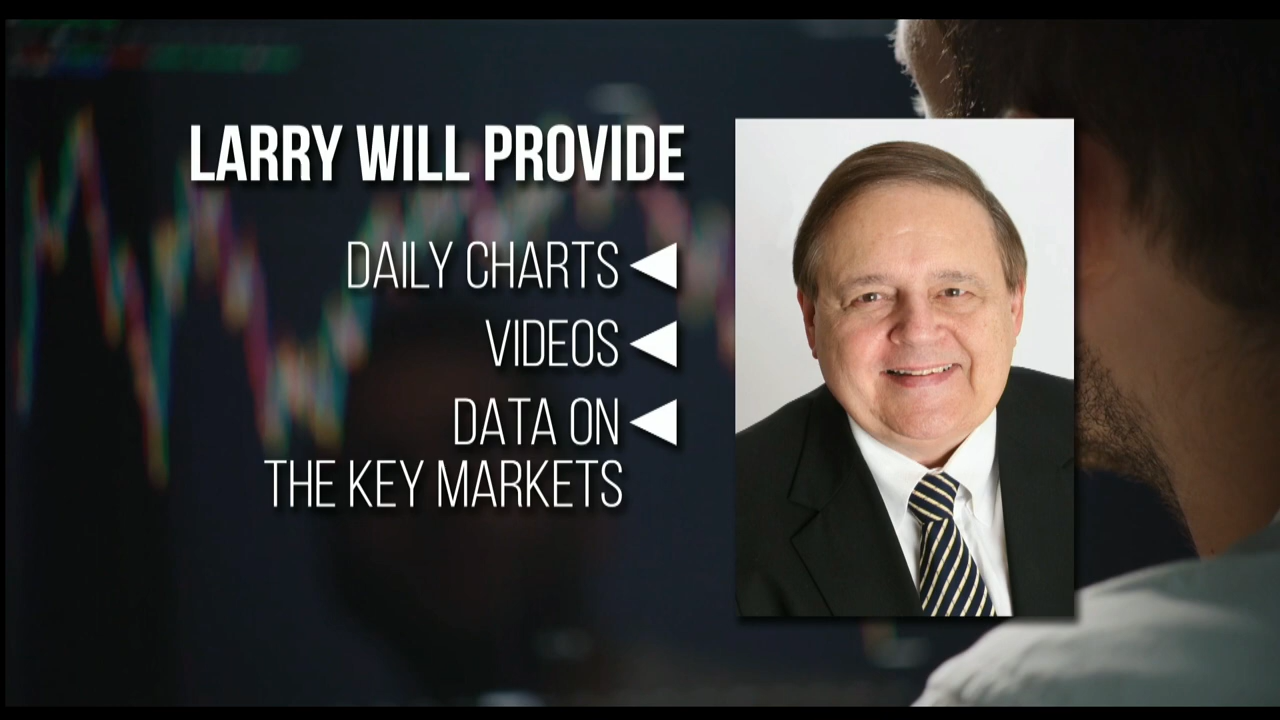 LARRY WILL PROVIDE
DAILY CHARTS
VIDEOS
DATA ON
THE KEY MARKETS